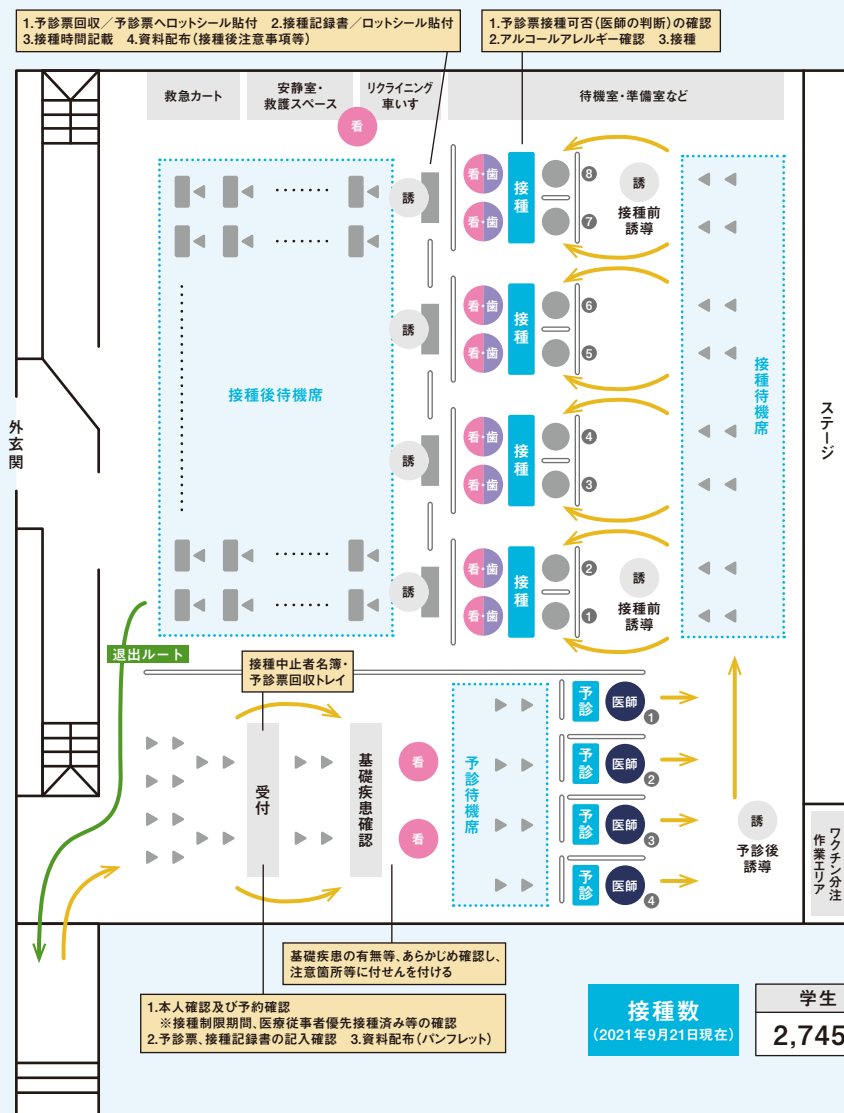 1.予診票回収／予診票へロットシール貼付 2.接種記録書／ロットシール貼付
3.接種時間記載 4.資料配布(接種後注意事項等)
1.予診票接種可否(医師の判断)の確認
2.アルコールアレルギー確認 3.接種
救急カート
安静室・
救護スペース
リクライニング
車いす
待機室・準備室など
看
看・歯
看・歯
接種
8
7
誘
誘
接種前
誘導
看・歯
看・歯
接種
6
5
誘
接種後待機席
接種待機席
ステージ
外玄関
看・歯
看・歯
接種
4
3
誘
看・歯
看・歯
接種
2
1
誘
誘
接種前
誘導
退出ルート
接種中止者名簿・
予診票回収トレイ
受付
基礎疾患確認
看
看
予診待機席
予診
医師
1
予診
医師
2
予診
医師
3
予診
医師
4
誘
予診後
誘導
ワクチン分注
作業エリア
基礎疾患の有無等、あらかじめ確認し、
注意箇所等に付せんを付ける
1.本人確認及び予約確認
※接種制限期間、医療従事者優先接種済み等の確認
2.予診票、接種記録書の記入確認 3.資料配布(パンフレット)
接種数
(2021年9月21日現在)
学生
2,745